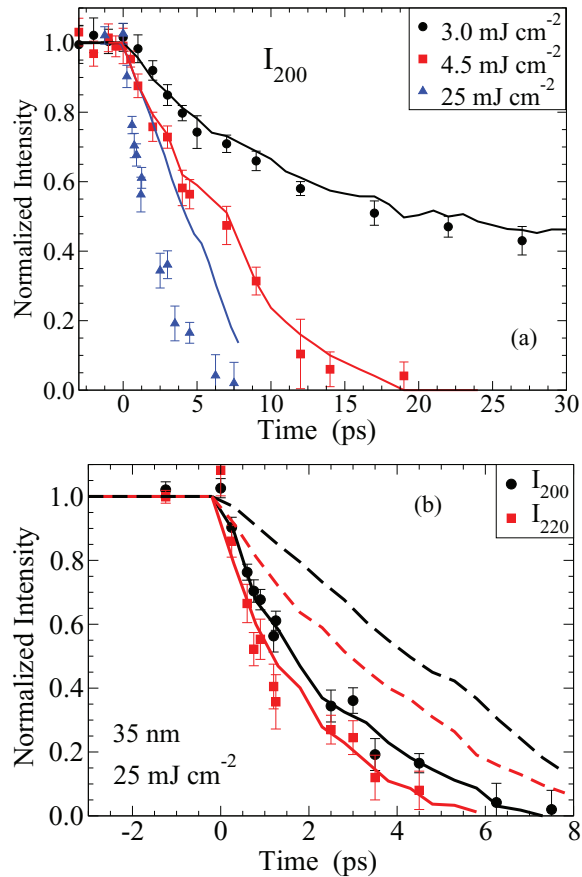 I200
3.0 mJ cm-2
4.5 mJ cm-2
25 mJ cm-2
Normalized Intensity
1.0
0.8
0.6
0.4
0.2
0.0
(a)
0 5 10 15 20 25 30
Time (ps)
(b)
I200
I220
Normalized Intensity
1.0
0.8
0.6
0.4
0.2
0.0
35 nm
25 mJ cm-2
-2 0 2 4 6 8
Time (ps)